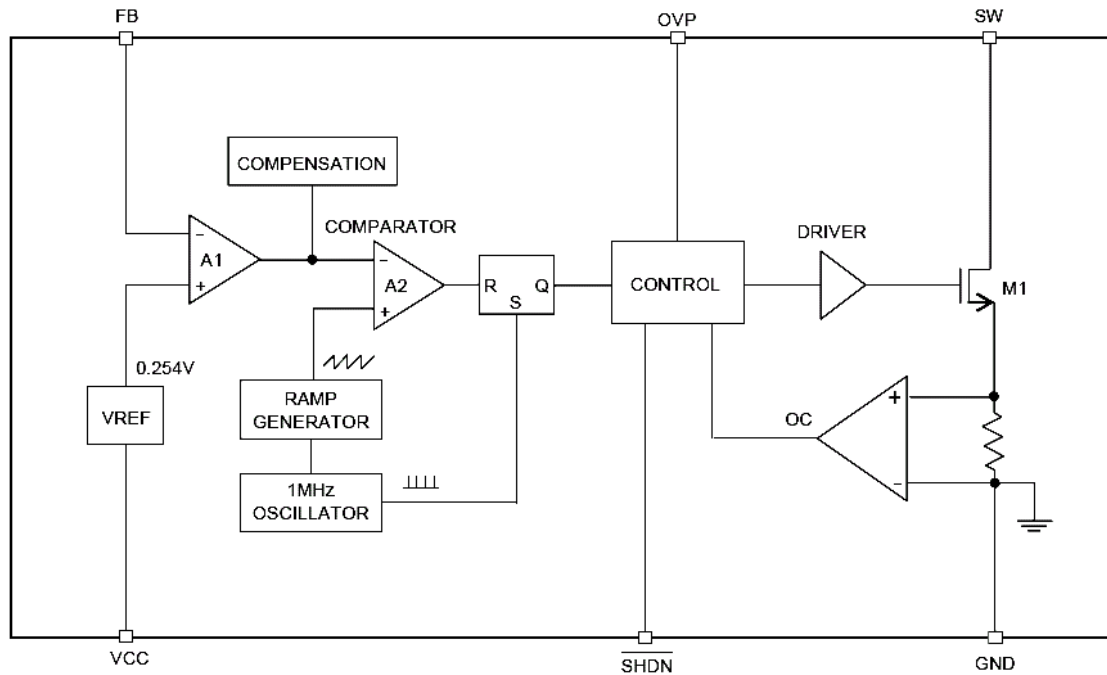 FB
OVP
SW
COMPENSATION
COMPARATOR
DRIVER
−
A1
+
−
A2
+
R
Q
S
CONTROL
M1
0.254V
VREF
RAMP
GENERATOR
OC
+
−
1MHz
OSCILLATOR
VCC
SHDN
GND